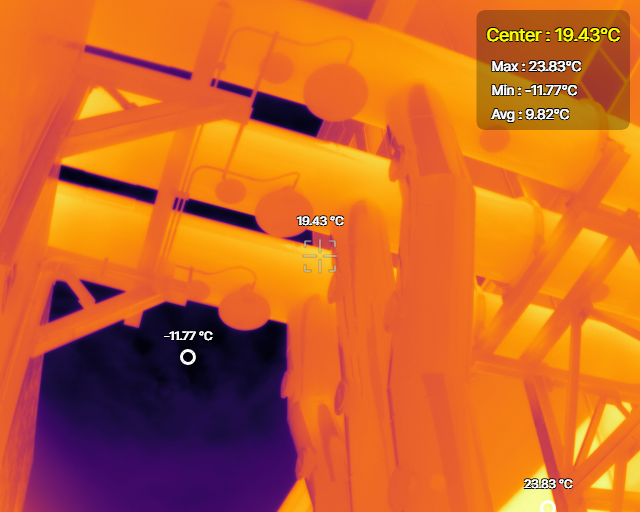 Center : 19.43°C
Max : 23.83°C
Min : -11.77°C
Avg : 9.82°C
19.43 °C
-11.77 °C
23.83 °C